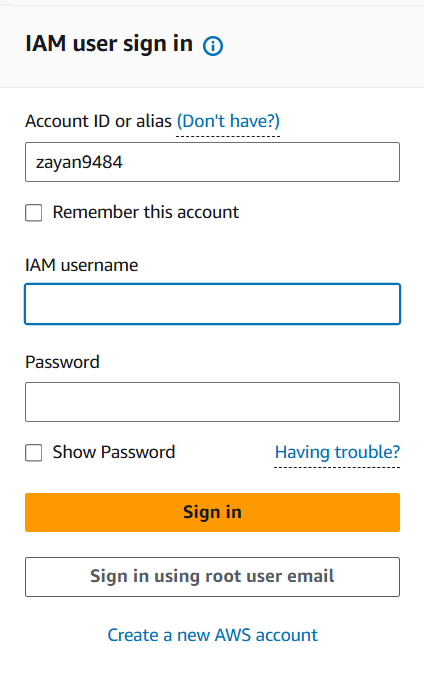 IAM user sign in
Account ID or alias (Don't have?)
zayan9484
Remember this account
IAM username
Password
Show Password Having trouble?
Sign in
Sign in using root user email
Create a new AWS account